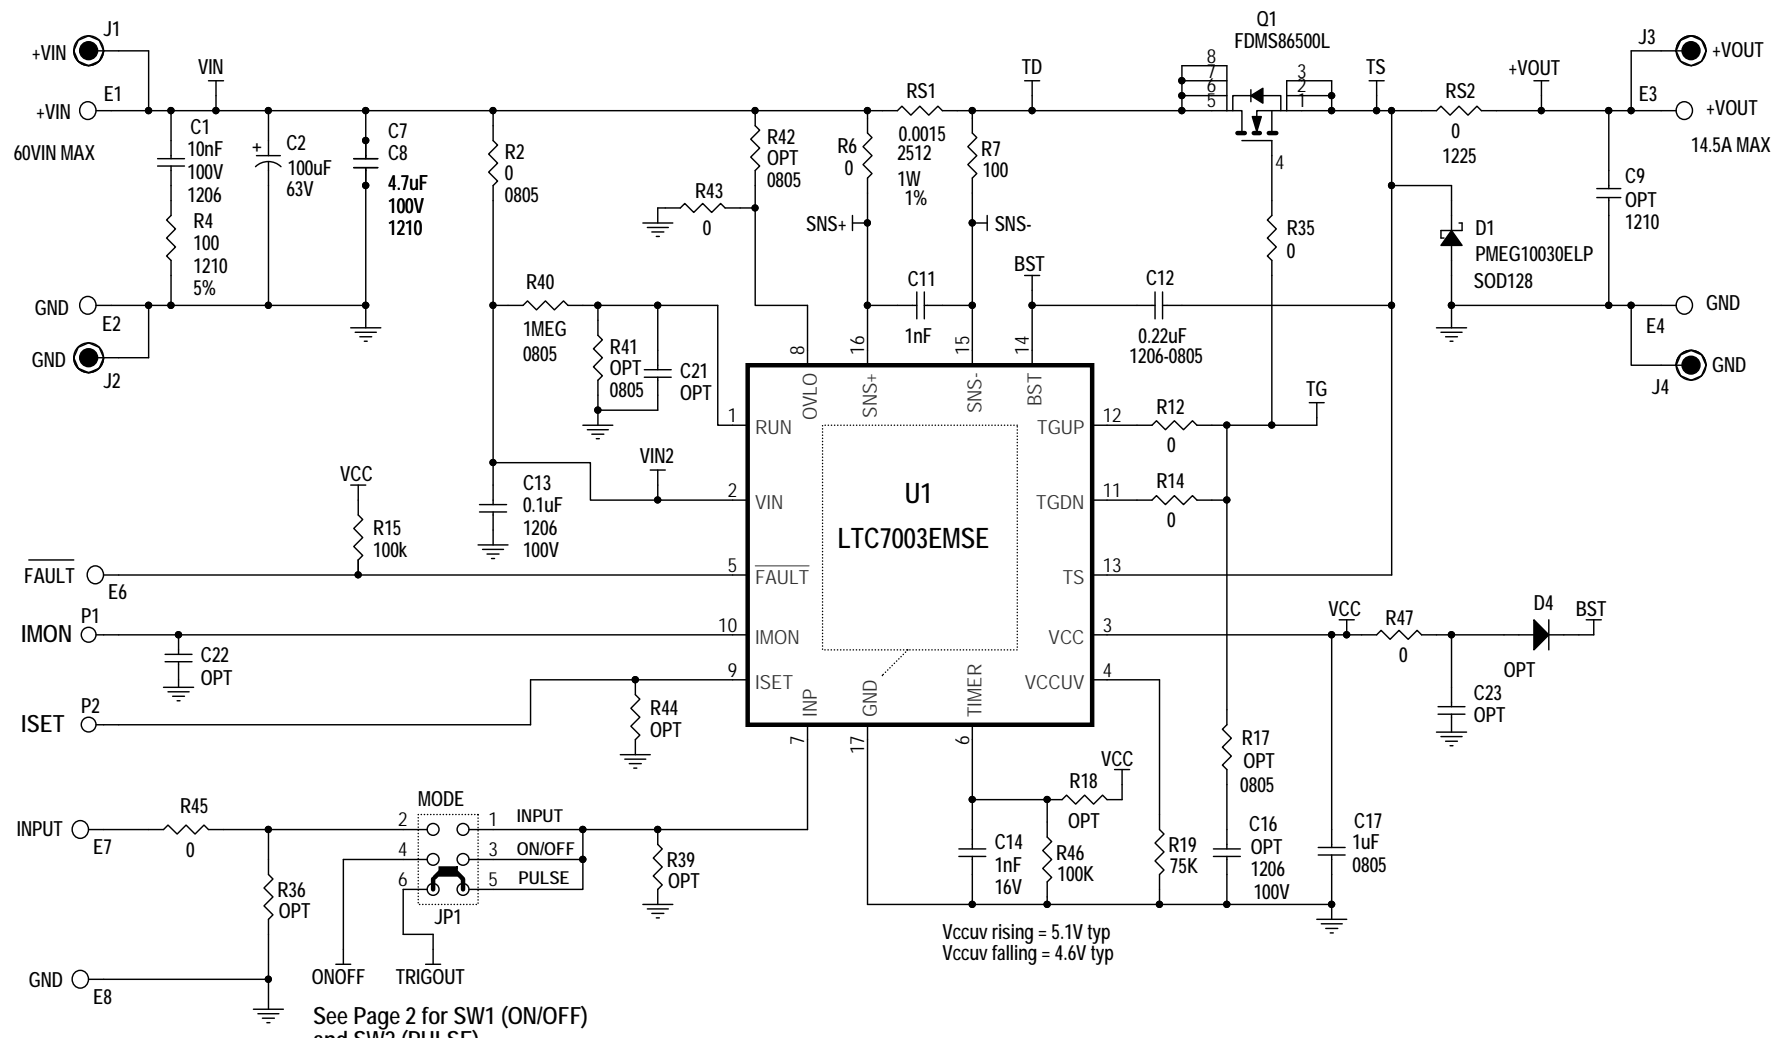 J1
+VIN
+VIN
E1
60VIN MAX
VIN
C1
10nF
100V
1206
R4
100
1210
5%
+
C2
100uF
63V
C7
C8
4.7uF
100V
1210
GND
E2
GND
J2
R2
0
0805
R42
OPT
0805
R43
0
R6
0
RS1
0.0015
2512
1W
1%
R7
100
SNS+
SNS-
TD
Q1
FDMS86500L
8
7
6
5
3
2
1
4
TS
RS2
0
1225
+VOUT
J3
+VOUT
E3
+VOUT
14.5A MAX
C9
OPT
1210
D1
PMEG10030ELP
SOD128
GND
E4
GND
J4
R35
0
R40
1MEG
0805
R41
OPT
0805
C21
OPT
C11
1nF
BST
C12
0.22uF
1206-0805
8
16
15
14
OVLO
SNS+
SNS-
BST
1
RUN
2
VIN
5
FAULT
10
IMON
9
ISET
U1
LTC7003EMSE
TGUP
12
TGDN
11
TS
13
VCC
3
VCCUV
4
INP
GND
TIMER
7
17
6
R12
0
R14
0
TG
VIN2
C13
0.1uF
1206
100V
VCC
R15
100k
FAULT
E6
P1
IMON
C22
OPT
P2
ISET
R44
OPT
VCC
R47
0
D4
OPT
BST
C23
OPT
R17
OPT
0805
C16
OPT
1206
100V
C17
1uF
0805
VCC
R18
OPT
C14
1nF
16V
R46
100K
R19
75K
Vccuv rising = 5.1V typ
Vccuv falling = 4.6V typ
INPUT
E7
R45
0
R36
OPT
MODE
2
1
INPUT
4
3
ON/OFF
6
5
PULSE
JP1
R39
OPT
GND
E8
ONOFF
TRIGOUT
See Page 2 for SW1 (ON/OFF)
and SW2 (PULSE)